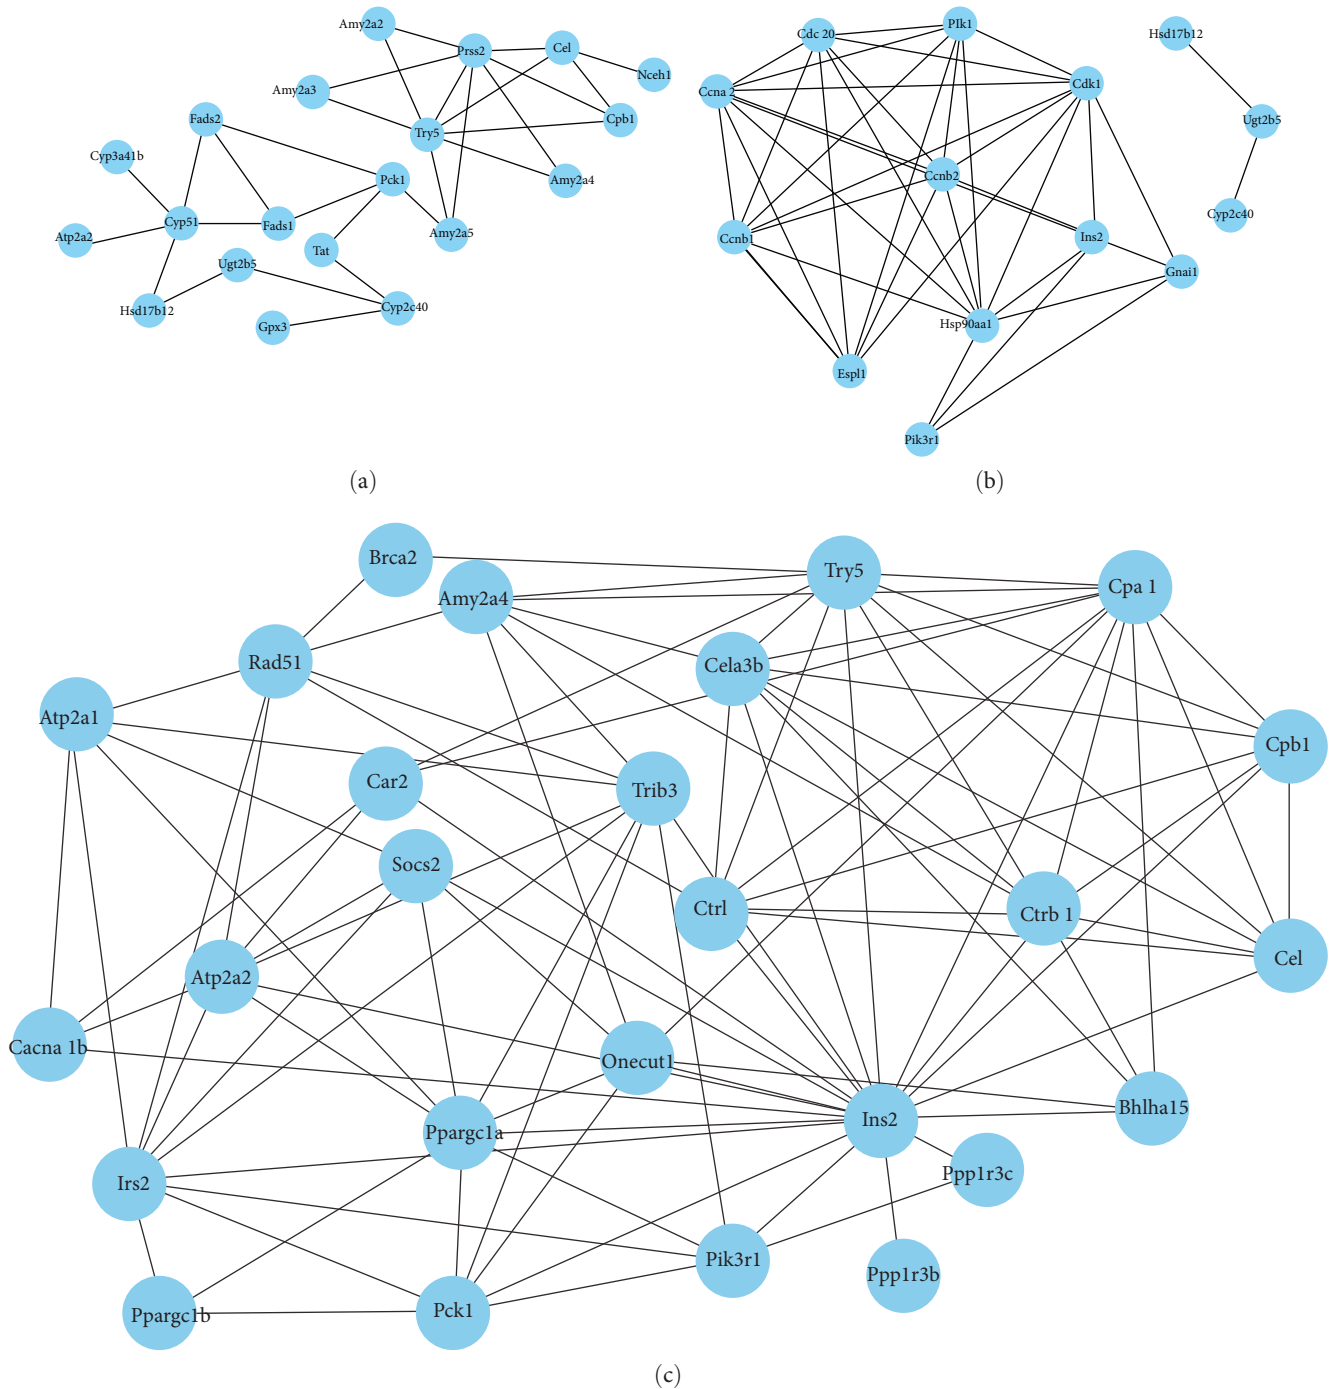 Amy2a2
Prss2
Cel
Nceh1
Amy2a3
Fads2
Try5
Cpb1
Cyp3a41b
Pck1
Amy2a4
Cyp51
Fads1
Atp2a2
Amy2a5
Ugt2b5
Tat
Hsd17b12
Cyp2c40
Gpx3
(a)
Cdc 20
Plk1
Hsd17b12
Ccna 2
Cdk1
Ugt2b5
Ccnb2
Cyp2c40
Ccnb1
Ins2
Gnai1
Hsp90aa1
Espl1
Pik3r1
(b)
Brca2
Try5
Cpa 1
Amy2a4
Rad51
Cela3b
Atp2a1
Cpb1
Car2
Trib3
Socs2
Ctrl
Ctrb 1
Cel
Atp2a2
Cacna 1b
Onecut1
Bhlha15
Ins2
Ppargc1a
Ppp1r3c
Irs2
Pik3r1
Ppp1r3b
Ppargc1b
Pck1
(c)